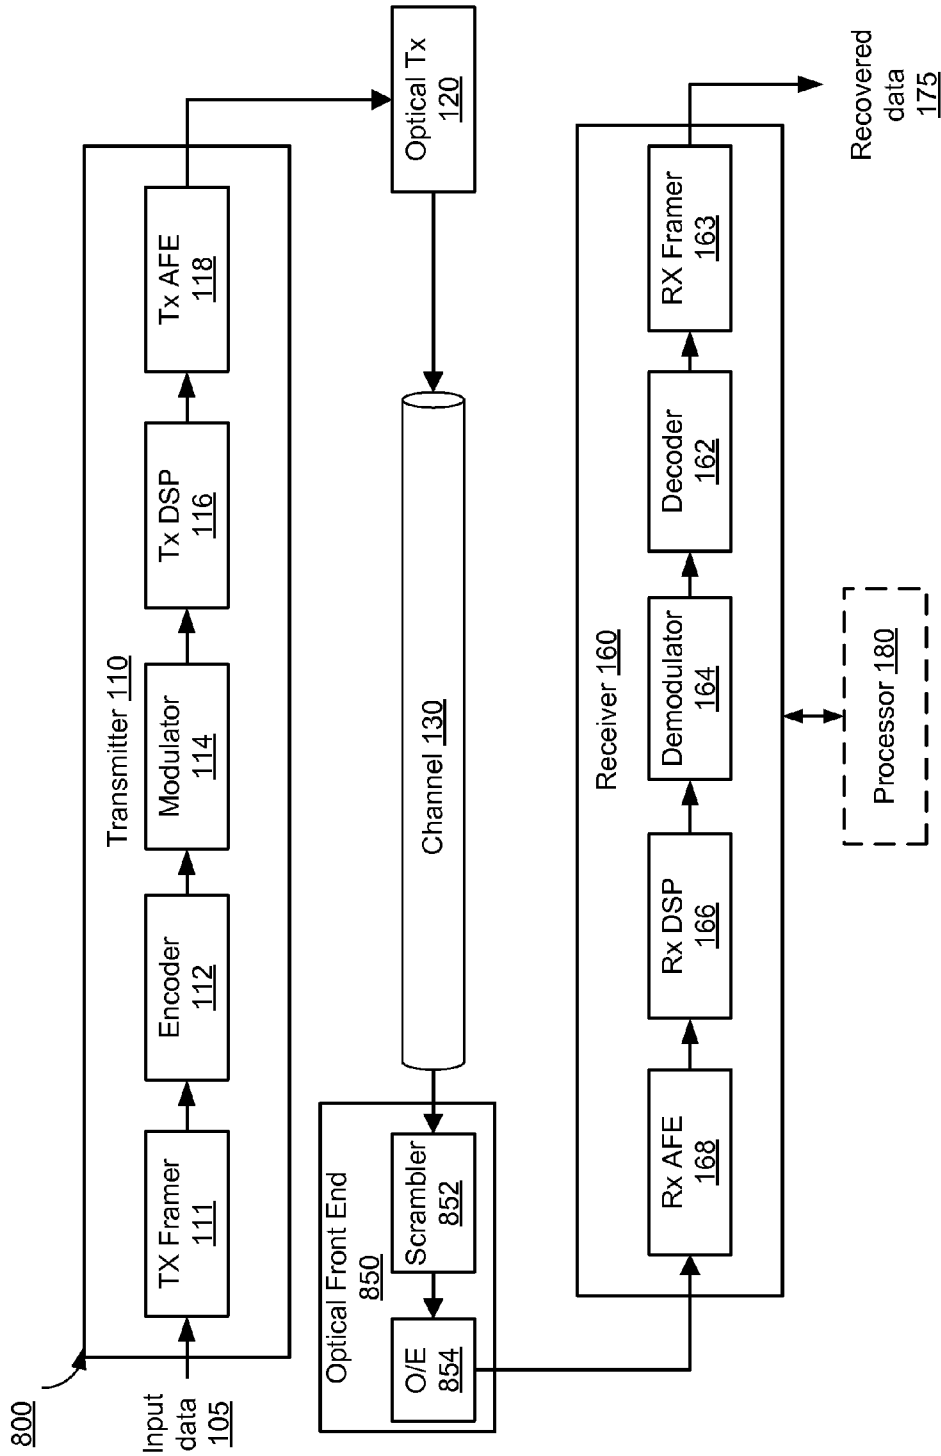 800
Input
data
105
Transmitter 110
TX Framer
111
Encoder
112
Modulator
114
Tx DSP
116
Tx AFE
118
Optical Tx
120
Channel 130
Optical Front End
850
Scrambler
852
O/E
854
Receiver 160
Rx AFE
168
Rx DSP
166
Demodulator
164
Decoder
162
RX Framer
163
Recovered
data
175
Processor 180